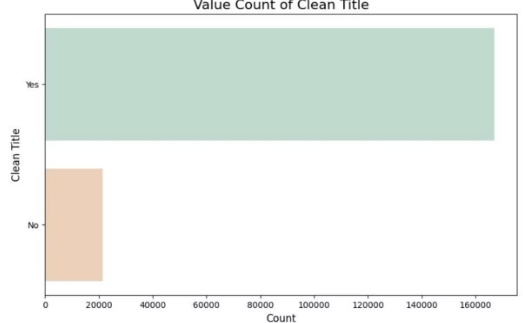 Value Count of Clean Title
Yes
Clean Title
No
0 20000 40000 60000 80000 100000 120000 140000 160000
Count